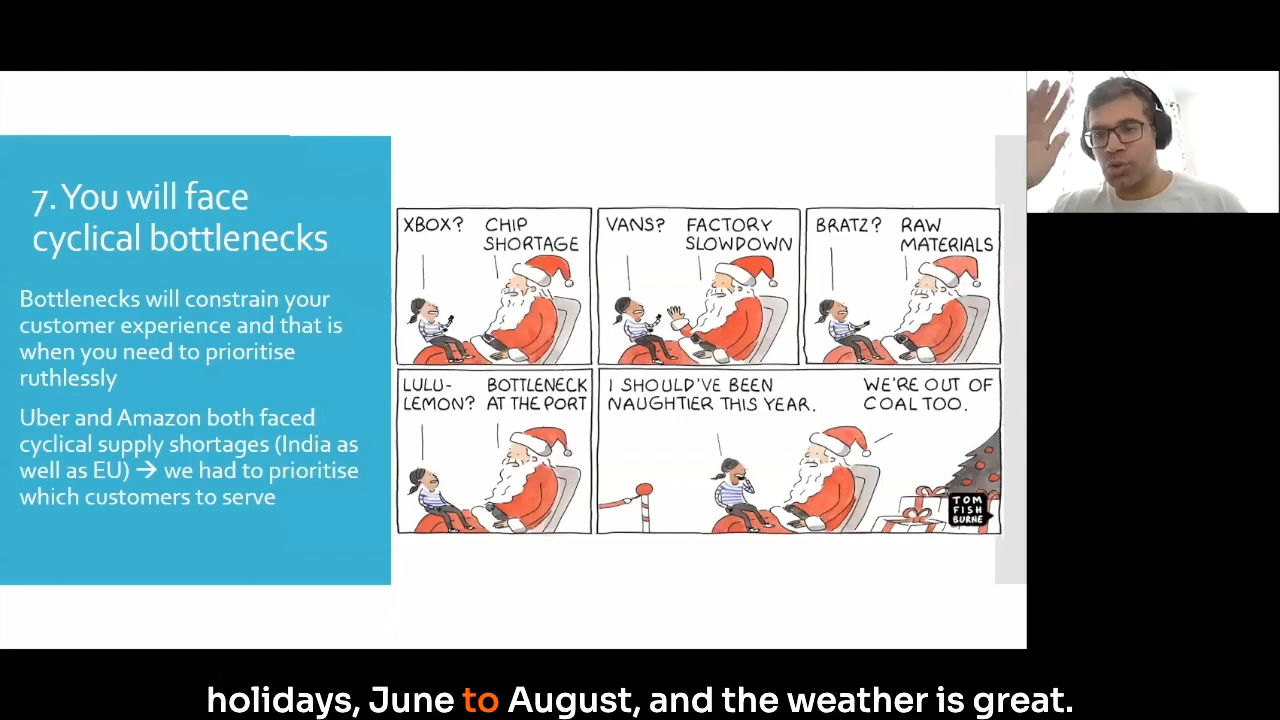 7. You will face
cyclical bottlenecks
Bottlenecks will constrain your
customer experience and that is
when you need to prioritise
ruthlessly
Uber and Amazon both faced
cyclical supply shortages (India as
well as EU) → we had to prioritise
which customers to serve
XBOX?
CHIP
SHORTAGE
VANS?
FACTORY
SLOWDOWN
BRATZ?
RAW
MATERIALS
LULU-
LEMON?
BOTTLENECK
AT THE PORT
I SHOULD'VE BEEN
NAUGHTIER THIS YEAR.
WE'RE OUT OF
COAL TOO.
TOM
FISH
BURNE
holidays, June to August, and the weather is great.